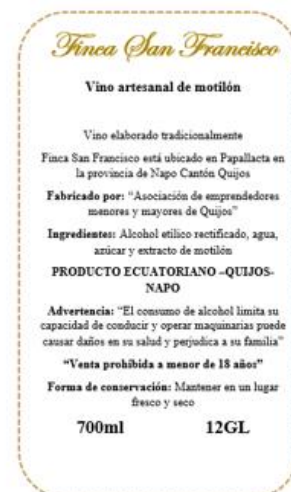 Finca San Francisco
Vino artesanal de motilón
Vino elaborado tradicionalmente
Finca San Francisco está ubicado en Papallacta en
la provincia de Napo Cantón Quijos
Fabricado por: “Asociación de emprendedores
menores y mayores de Quijos”
Ingredientes: Alcohol etílico rectificado, agua,
azúcar y extracto de motilón
PRODUCTO ECUATORIANO –QUIJOS-
NAPO
Advertencia: “El consumo de alcohol limita su
capacidad de conducir y operar maquinarias puede
causar daños en su salud y perjudica a su familia”
“Venta prohibida a menor de 18 años”
Forma de conservación: Mantener en un lugar
fresco y seco
700ml 12GL